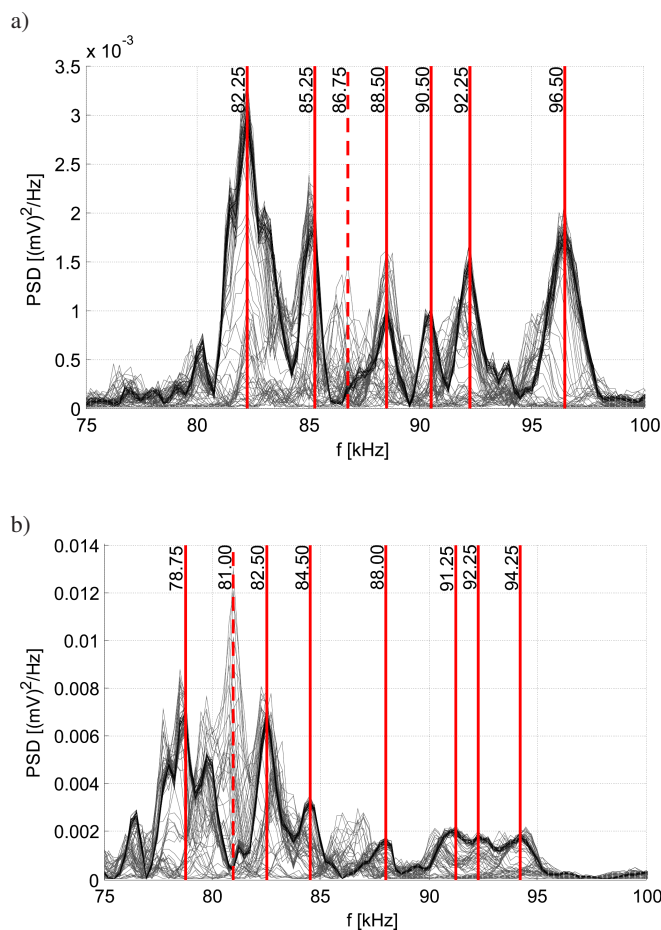 a)
x 10⁻³
82.25 85.25 86.75 88.50 90.50 92.25 96.50
3.5
3
2.5
2
1.5
1
0.5
0
PSD [(mV)²/Hz]
75 80 85 90 95 100
f [kHz]
b)
78.75 81.00 82.50 84.50 88.00 91.25 92.25 94.25
0.014
0.012
0.01
0.008
0.006
0.004
0.002
0
PSD [(mV)²/Hz]
75 80 85 90 95 100
f [kHz]